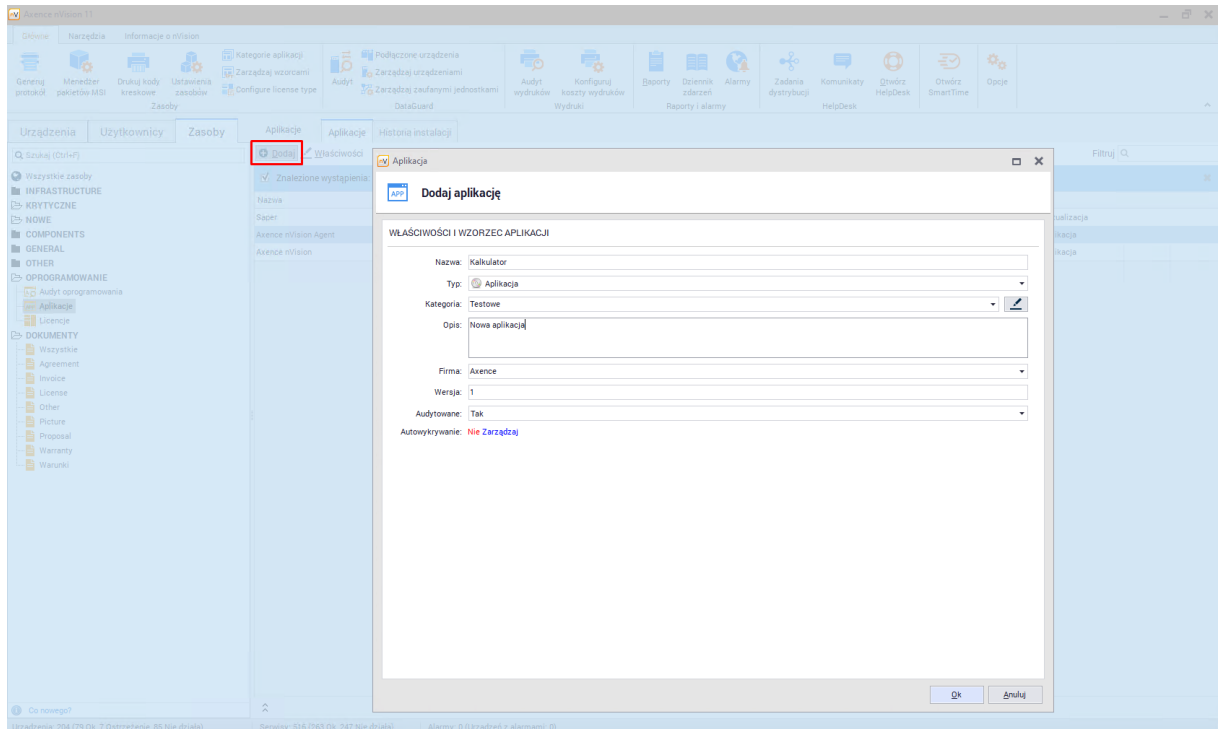 Axence nVision 11
Główne Narzędzia Informacje o nVision
Generuj protokół
Menedżer pakietów MSI
Drukuj kody kreskowe
Ustawienia zasobów
Kategorie aplikacji
Zarządzaj wzorcami
Configure license type
Zasoby
Audyt
Podłączone urządzenia
Zarządzaj urządzeniami
Zarządzaj zaufanymi jednostkami
DataGuard
Audyt wydruków
Konfiguruj koszty wydruków
Wydruki
Raporty
Dziennik zdarzeń
Alarmy
Raporty i alarmy
Zadania dystrybucji
Komunikaty
Otwórz HelpDesk
HelpDesk
Otwórz SmartTime
Opcje
Urządzenia Użytkownicy Zasoby
Aplikacje Aplikacje Historia instalacji
Szukaj (Ctrl+F)
Dodaj Właściwości
Filtruj
Wszystkie zasoby
INFRASTRUCTURE
KRYTYCZNE
NOWE
COMPONENTS
GENERAL
OTHER
OPROGRAMOWANIE
Audyt oprogramowania
Aplikacje
Licencje
DOKUMENTY
Wszystkie
Agreement
Invoice
License
Other
Picture
Proposal
Warranty
Warunki
Co nowego?
Znalezione wystąpienia:
Nazwa
Saper
Axence nVision Agent
Axence nVision
ualizacja
ikacja
ikacja
Aplikacja
APP Dodaj aplikację
WŁAŚCIWOŚCI I WZORZEC APLIKACJI
Nazwa: Kalkulator
Typ: Aplikacja
Kategoria: Testowe
Opis: Nowa aplikacja
Firma: Axence
Wersja: 1
Audytowane: Tak
Autowykrywanie: Nie Zarządzaj
Ok Anuluj